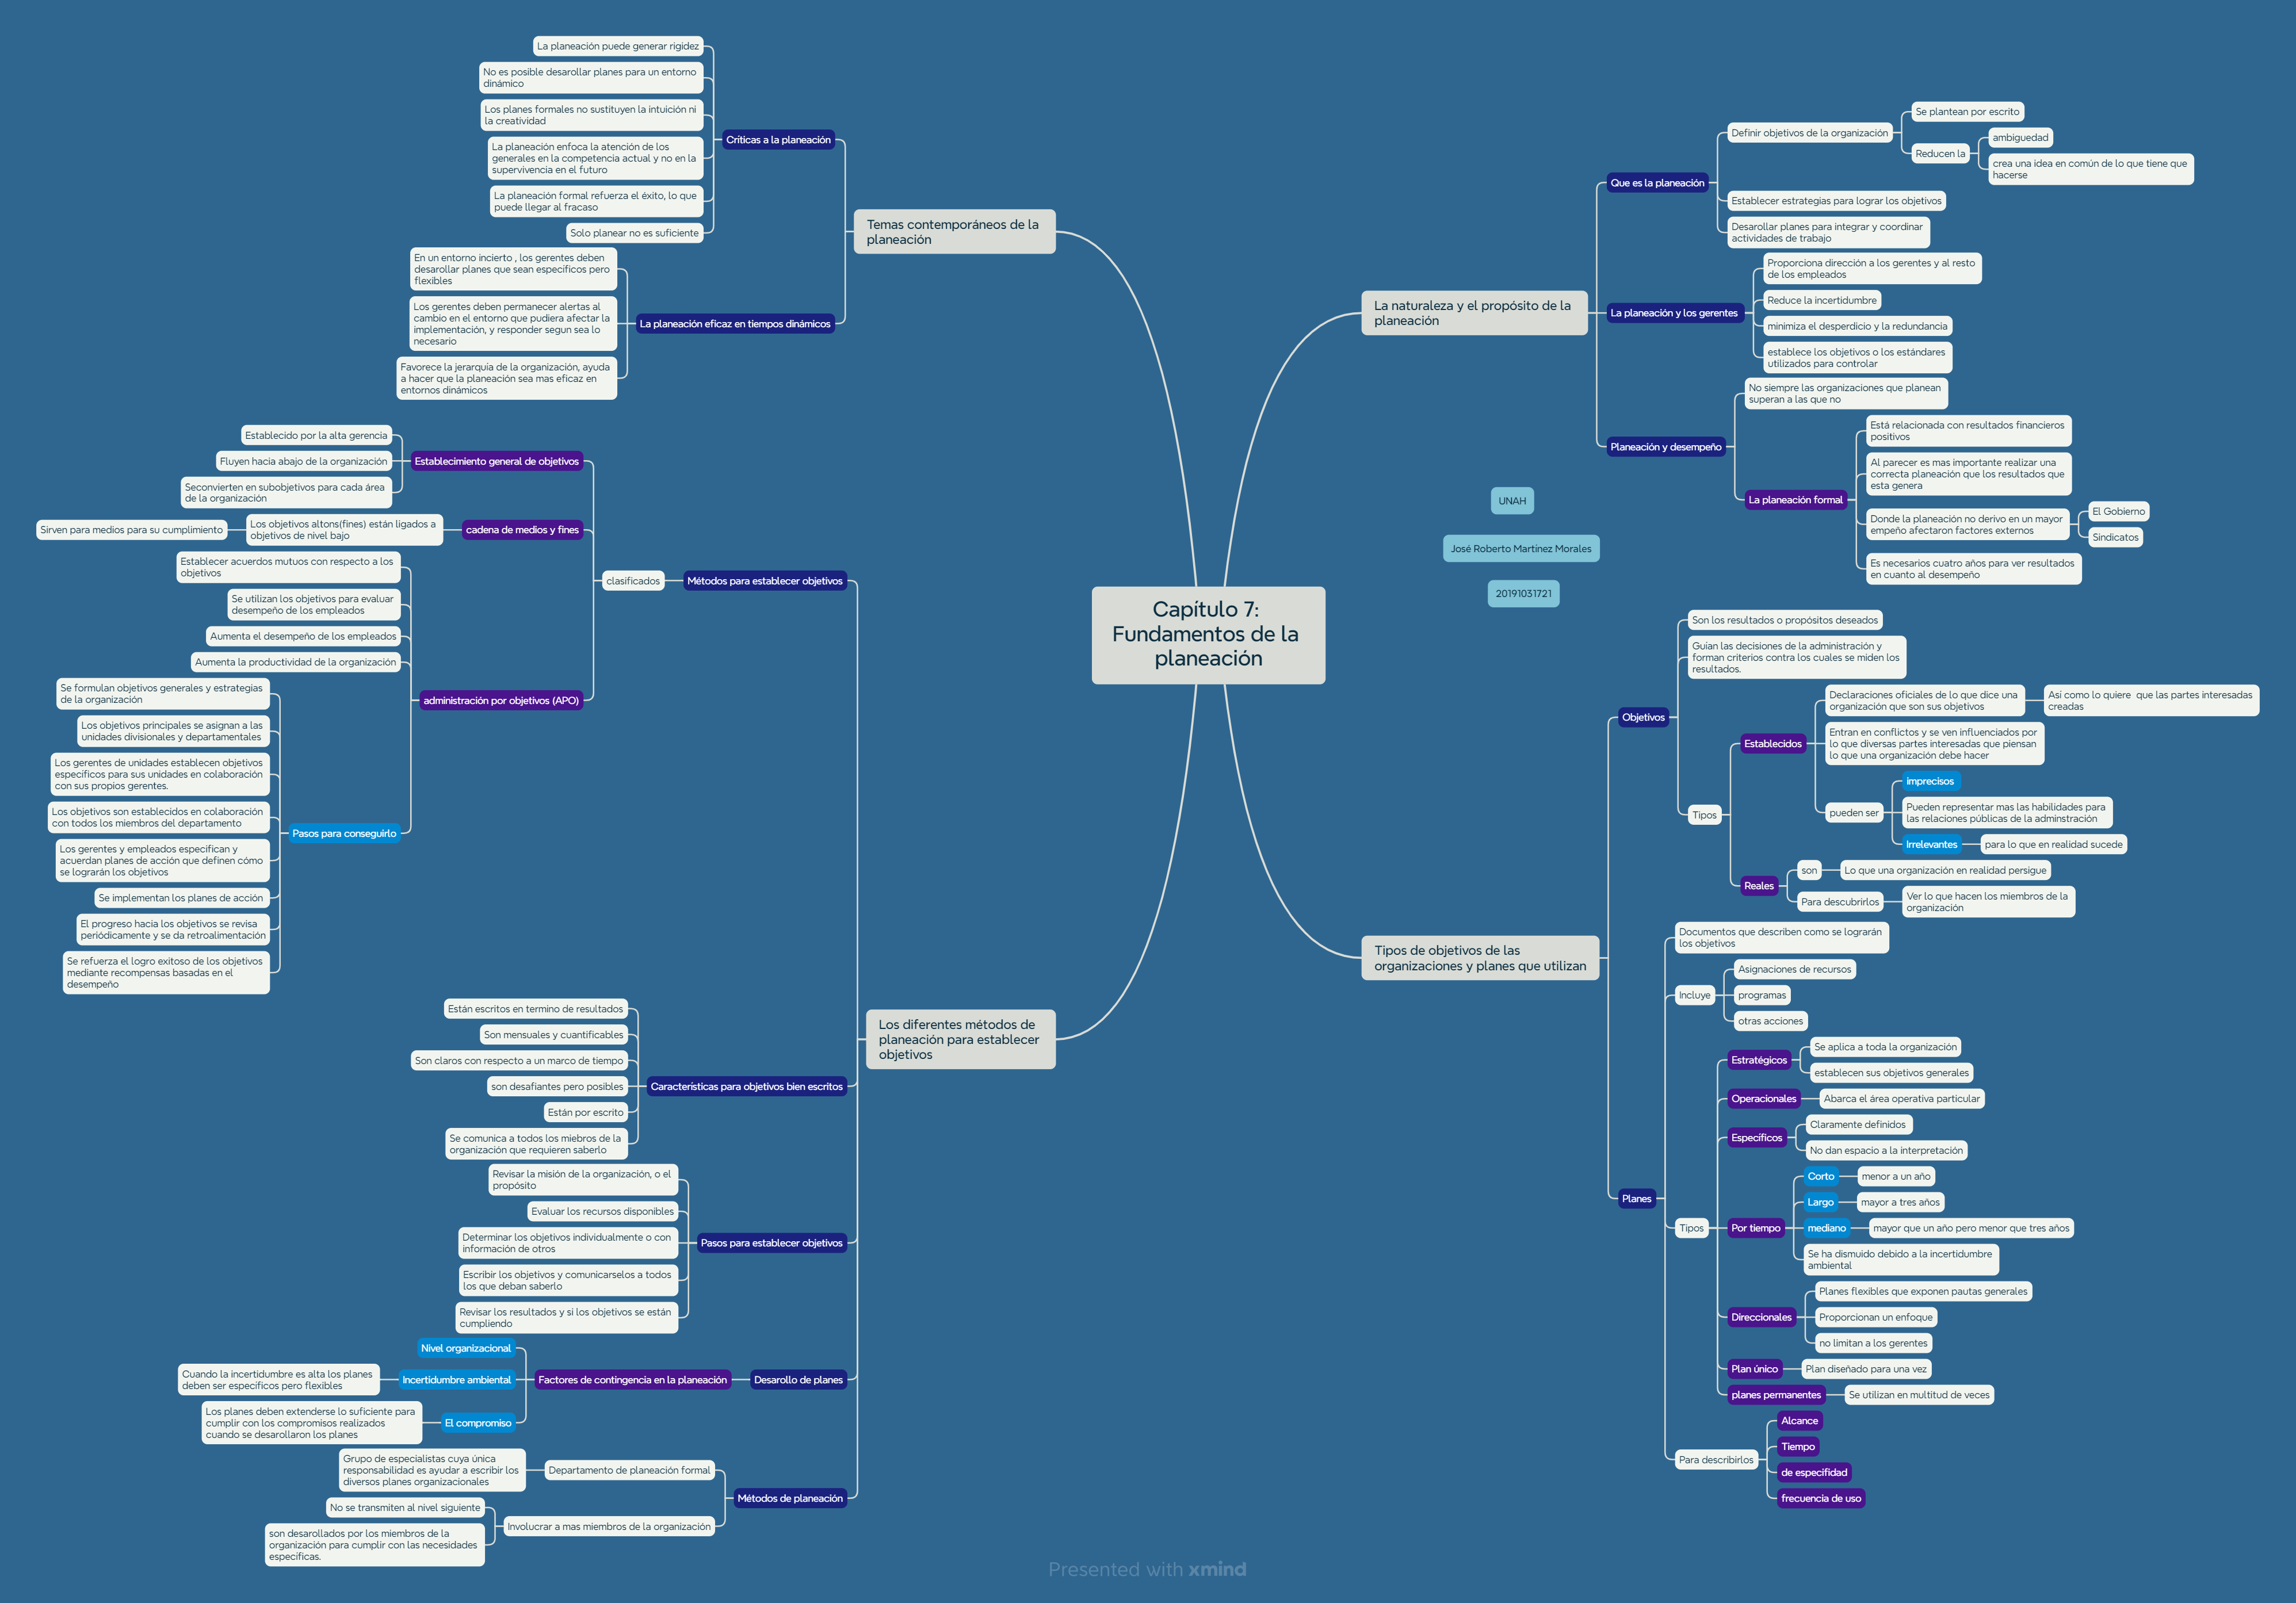 Capítulo 7:
Fundamentos de la
planeación
UNAH
José Roberto Martínez Morales
20191031721
La naturaleza y el propósito de la
planeación
Que es la planeación
Definir objetivos de la organización
Se plantean por escrito
Reducen la
ambiguedad
crea una idea en común de lo que tiene que
hacerse
Establecer estrategias para lograr los objetivos
Desarollar planes para integrar y coordinar
actividades de trabajo
La planeación y los gerentes
Proporciona dirección a los gerentes y al resto
de los empleados
Reduce la incertidumbre
minimiza el desperdicio y la redundancia
establece los objetivos o los estándares
utilizados para controlar
Planeación y desempeño
No siempre las organizaciones que planean
superan a las que no
La planeación formal
Está relacionada con resultados financieros
positivos
Al parecer es mas importante realizar una
correcta planeación que los resultados que
esta genera
Donde la planeación no derivo en un mayor
empeño afectaron factores externos
El Gobierno
Sindicatos
Es necesarios cuatro años para ver resultados
en cuanto al desempeño
Tipos de objetivos de las
organizaciones y planes que utilizan
Objetivos
Son los resultados o propósitos deseados
Guían las decisiones de la administración y
forman criterios contra los cuales se miden los
resultados.
Tipos
Establecidos
Declaraciones oficiales de lo que dice una
organización que son sus objetivos
Así como lo quiere  que las partes interesadas
creadas
Entran en conflictos y se ven influenciados por
lo que diversas partes interesadas que piensan
lo que una organización debe hacer
pueden ser
imprecisos
Pueden representar mas las habilidades para
las relaciones públicas de la adminstración
Irrelevantes
para lo que en realidad sucede
Reales
son
Lo que una organización en realidad persigue
Para descubrirlos
Ver lo que hacen los miembros de la
organización
Planes
Documentos que describen como se lograrán
los objetivos
Incluye
Asignaciones de recursos
programas
otras acciones
Tipos
Estratégicos
Se aplica a toda la organización
establecen sus objetivos generales
Operacionales
Abarca el área operativa particular
Específicos
Claramente definidos
No dan espacio a la interpretación
Por tiempo
Corto
menor a un año
Largo
mayor a tres años
mediano
mayor que un año pero menor que tres años
Se ha dismuido debido a la incertidumbre
ambiental
Direccionales
Planes flexibles que exponen pautas generales
Proporcionan un enfoque
no limitan a los gerentes
Plan único
Plan diseñado para una vez
planes permanentes
Se utilizan en multitud de veces
Para describirlos
Alcance
Tiempo
de especifidad
frecuencia de uso
Temas contemporáneos de la
planeación
Críticas a la planeación
La planeación puede generar rigidez
No es posible desarollar planes para un entorno
dinámico
Los planes formales no sustituyen la intuición ni
la creatividad
La planeación enfoca la atención de los
generales en la competencia actual y no en la
supervivencia en el futuro
La planeación formal refuerza el éxito, lo que
puede llegar al fracaso
Solo planear no es suficiente
La planeación eficaz en tiempos dinámicos
En un entorno incierto , los gerentes deben
desarollar planes que sean específicos pero
flexibles
Los gerentes deben permanecer alertas al
cambio en el entorno que pudiera afectar la
implementación, y responder segun sea lo
necesario
Favorece la jerarquía de la organización, ayuda
a hacer que la planeación sea mas eficaz en
entornos dinámicos
Los diferentes métodos de
planeación para establecer
objetivos
Métodos para establecer objetivos
clasificados
Establecimiento general de objetivos
Establecido por la alta gerencia
Fluyen hacia abajo de la organización
Seconvierten en subobjetivos para cada área
de la organización
cadena de medios y fines
Los objetivos altons(fines) están ligados a
objetivos de nivel bajo
Sirven para medios para su cumplimiento
administración por objetivos (APO)
Establecer acuerdos mutuos con respecto a los
objetivos
Se utilizan los objetivos para evaluar
desempeño de los empleados
Aumenta el desempeño de los empleados
Aumenta la productividad de la organización
Pasos para conseguirlo
Se formulan objetivos generales y estrategias
de la organización
Los objetivos principales se asignan a las
unidades divisionales y departamentales
Los gerentes de unidades establecen objetivos
específicos para sus unidades en colaboración
con sus propios gerentes.
Los objetivos son establecidos en colaboración
con todos los miembros del departamento
Los gerentes y empleados especifican y
acuerdan planes de acción que definen cómo
se lograrán los objetivos
Se implementan los planes de acción
El progreso hacia los objetivos se revisa
periódicamente y se da retroalimentación
Se refuerza el logro exitoso de los objetivos
mediante recompensas basadas en el
desempeño
Características para objetivos bien escritos
Están escritos en termino de resultados
Son mensuales y cuantificables
Son claros con respecto a un marco de tiempo
son desafiantes pero posibles
Están por escrito
Se comunica a todos los miebros de la
organización que requieren saberlo
Pasos para establecer objetivos
Revisar la misión de la organización, o el
propósito
Evaluar los recursos disponibles
Determinar los objetivos individualmente o con
información de otros
Escribir los objetivos y comunicarselos a todos
los que deban saberlo
Revisar los resultados y si los objetivos se están
cumpliendo
Desarollo de planes
Factores de contingencia en la planeación
Nivel organizacional
Incertidumbre ambiental
Cuando la incertidumbre es alta los planes
deben ser específicos pero flexibles
El compromiso
Los planes deben extenderse lo suficiente para
cumplir con los compromisos realizados
cuando se desarollaron los planes
Métodos de planeación
Departamento de planeación formal
Grupo de especialistas cuya única
responsabilidad es ayudar a escribir los
diversos planes organizacionales
Involucrar a mas miembros de la organización
No se transmiten al nivel siguiente
son desarollados por los miembros de la
organización para cumplir con las necesidades
específicas.
Presented with xmind